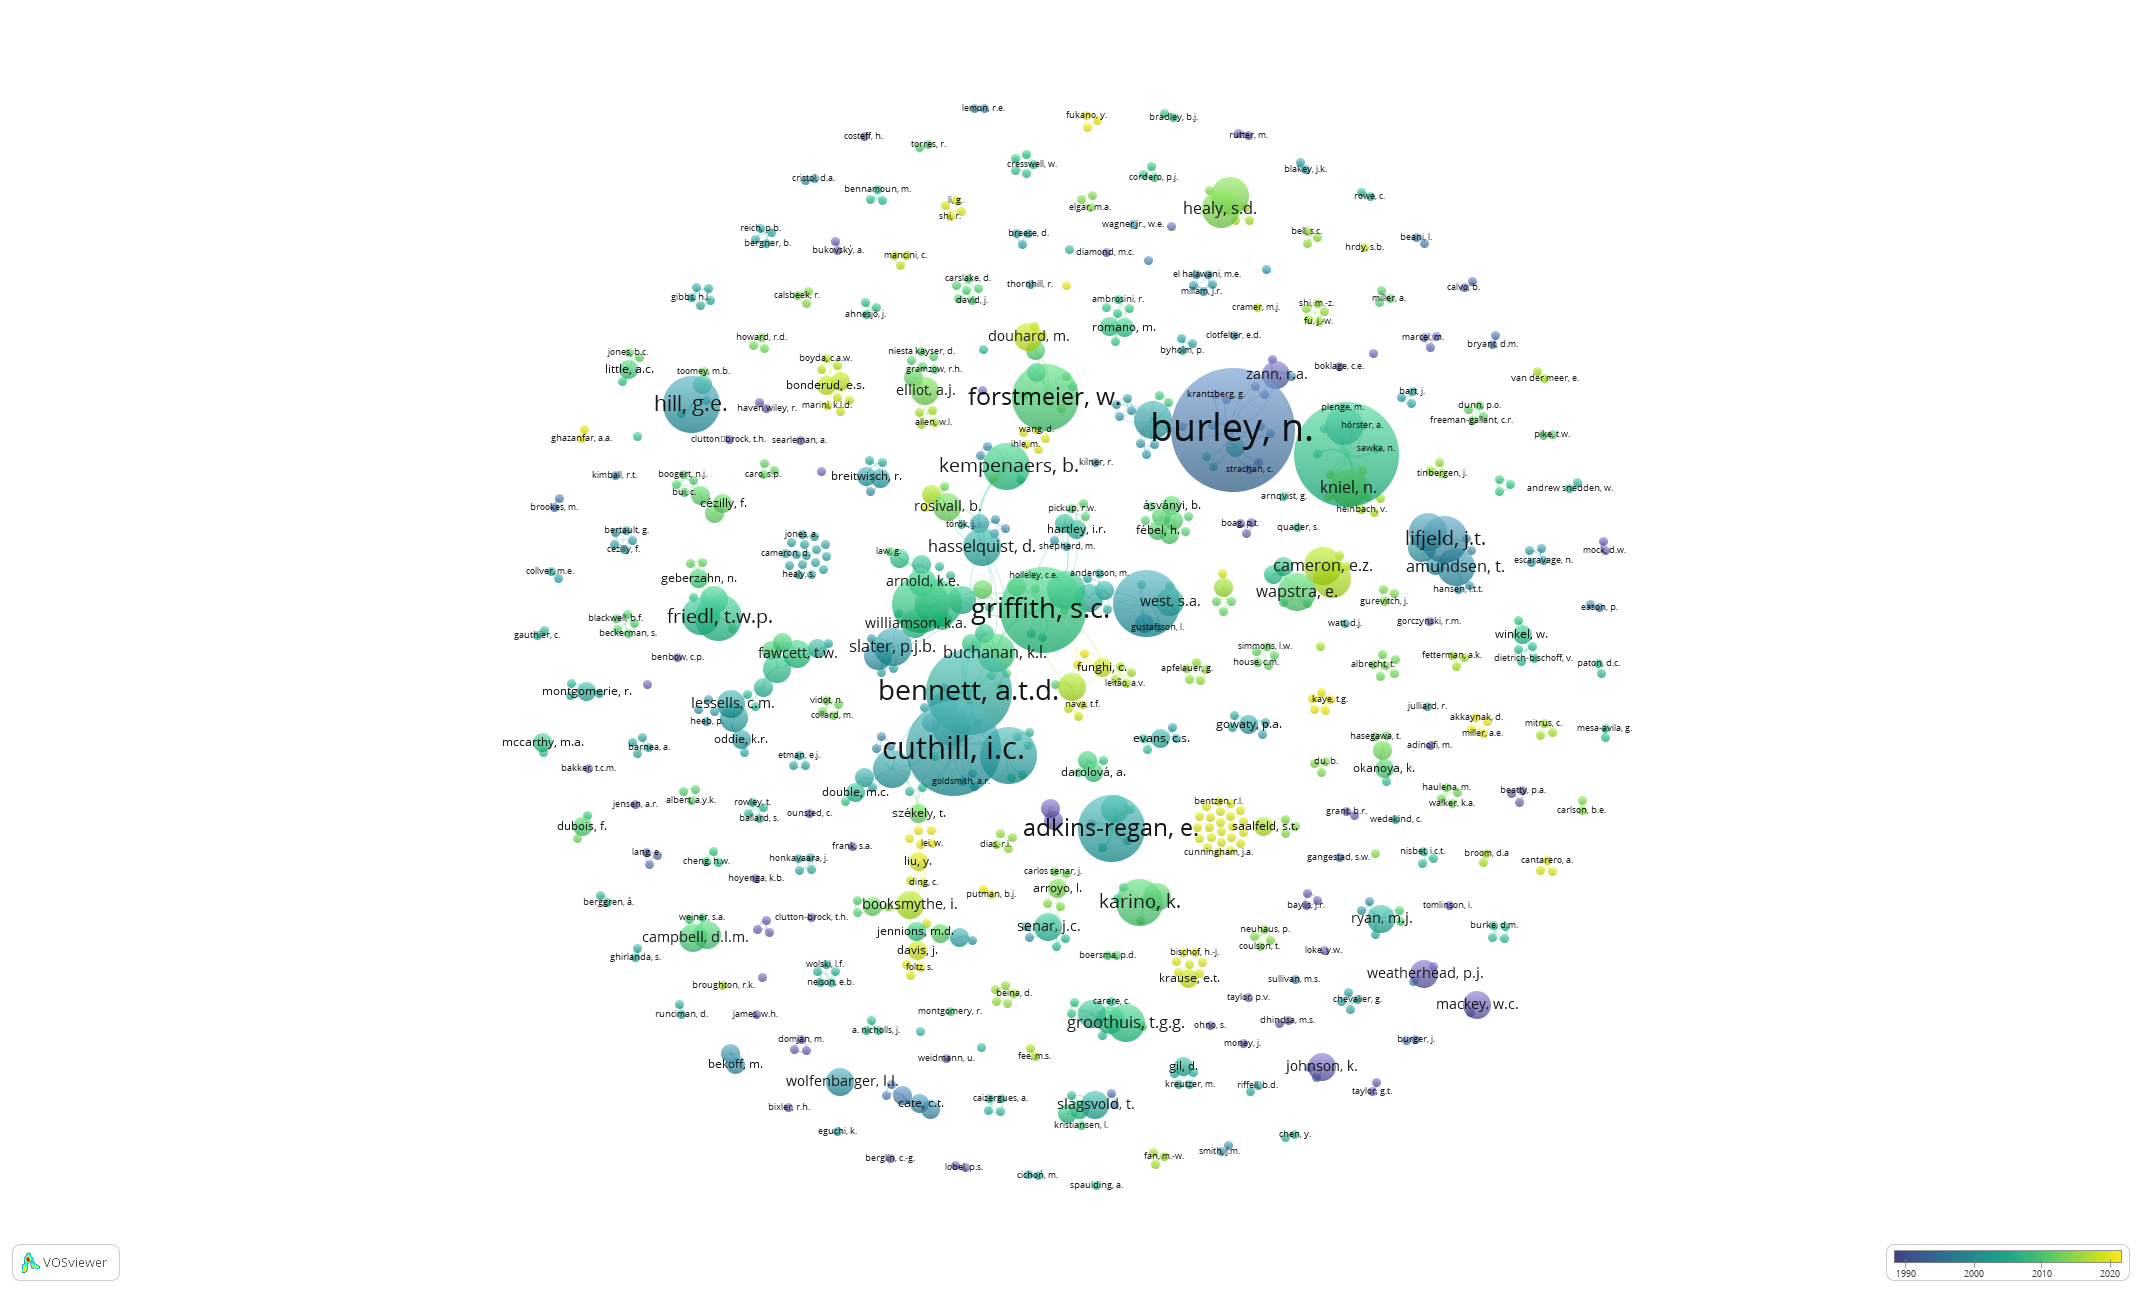 lemon, r.e.
fukano, y.
bradley, b.j.
costeff, h.
rutter, m.
torres, r.
cresswell, w.
blakey, j.k.
cordero, p.j.
cristol, d.a.
bennamoun, m.
rowe, c.
li, g.
shi, r.
elgar, m.a.
healy, s.d.
reich, p.b.
bergner, b.
wagner jr., w.e.
breese, d.
bell, s.c.
beani, l.
bukovský, a.
mancini, c.
diamond, m.c.
hrdy, s.b.
el halawani, m.e.
millam, j.r.
carslake, d.
david, j.
thornhill, r.
calvo, b.
gibbs, h.l.
calsbeek, r.
ambrosini, r.
miller, a.
ahnesjö, j.
cramer, m.j.
shi, m.-z.
fu, j.-w.
romano, m.
howard, r.d.
douhard, m.
clotfelter, e.d.
marcel, m.
bryant, d.m.
jones, b.c.
little, a.c.
boyda, c.a.w.
niesta kayser, d.
byholm, p.
toomey, m.b.
gramzow, r.h.
boklage, c.e.
zann, r.a.
van der meer, e.
bonderud, e.s.
elliot, a.j.
forstmeier, w.
krantzberg, g.
bart, j.
hill, g.e.
haven wiley, r.
marini, k.l.d.
plenge, m.
dunn, p.o.
freeman-gallant, c.r.
allen, w.l.
wang, d.
burley, n.
hörster, a.
ghazanfar, a.a.
clutton▯brock, t.h.
searleman, a.
ihle, m.
pike, t.w.
sawka, n.
kempenaers, b.
kilner, r.
strachan, c.
kimball, r.t.
boogert, n.j.
caro, s.p.
breitwisch, r.
tinbergen, j.
bui, c.
kniel, n.
andrew snedden, w.
cézilly, f.
rosivall, b.
pickup, r.w.
ásványi, b.
arnqvist, g.
heinbach, v.
brookes, m.
török, j.
hartley, i.r.
fébel, h.
boag, p.t.
quader, s.
bertault, g.
cezilly, f.
jones, a.
cameron, d.
law, g.
hasselquist, d.
shepherd, m.
lifjeld, j.t.
mock, d.w.
escaravage, n.
collver, m.e.
geberzahn, n.
healy, s.
arnold, k.e.
holleley, c.e.
andersson, m.
cameron, e.z.
amundsen, t.
hansen, l.t.t.
wapstra, e.
west, s.a.
gurevitch, j.
eason, p.
blackwell, b.f.
beckerman, s.
friedl, t.w.p.
williamson, k.a.
griffith, s.c.
gustafsson, l.
watt, d.j.
gorczynski, r.m.
gauthier, c.
winkel, w.
benbow, c.p.
fawcett, t.w.
slater, p.j.b.
buchanan, k.l.
simmons, l.w.
house, c.m.
albrecht, t.
fetterman, a.k.
dietrich-bischoff, v.
paton, d.c.
funghi, c.
apfelauer, g.
leitão, a.v.
montgomerie, r.
bennett, a.t.d.
lessells, c.m.
vidot, n.
collard, m.
nava, t.f.
kaye, t.g.
julliard, r.
heeb, p.
akkaynak, d.
miller, a.e.
gowaty, p.a.
mitrus, c.
mesa-avila, g.
mccarthy, m.a.
barnea, a.
oddie, k.r.
cuthill, i.c.
evans, c.s.
hasegawa, t.
adinolfi, m.
etman, e.j.
bakker, t.c.m.
du, b.
okanoya, k.
darolová, a.
goldsmith, a.r.
haulena, m.
walker, k.a.
beatty, p.a.
double, m.c.
albert, a.y.k.
jensen, a.r.
rowley, t.
ballard, s.
ounsted, c.
székely, t.
bentzen, r.l.
grant, b.r.
wedekind, c.
carlson, b.e.
dubois, f.
adkins-regan, e.
saalfeld, s.t.
frank, s.a.
lei, w.
dias, r.i.
cunningham, j.a.
lang, e.
cheng, h.w.
honkavaara, j.
liu, y.
gangestad, s.w.
nisbet, i.c.t.
broom, d.a
cantarero, a.
hoyenga, k.b.
ding, c.
carlos senar, j.
arroyo, l.
putman, b.j.
berggren, å.
booksmythe, i.
karino, k.
baylis, j.r.
tomlinson, i.
weiner, s.a.
clutton-brock, t.h.
ryan, m.j.
campbell, d.l.m.
jennions, m.d.
senar, j.c.
neuhaus, p.
coulson, t.
burke, d.m.
davis, j.
foltz, s.
boersma, p.d.
bischof, h.-j.
loke, y.w.
ghirlanda, s.
wolski, l.f.
nelson, e.b.
krause, e.t.
sullivan, m.s.
weatherhead, p.j.
broughton, r.k.
beina, d.
taylor, p.v.
chevalier, g.
mackey, w.c.
runciman, d.
james, w.h.
montgomery, r.
carere, c.
groothuis, t.g.g.
ohno, s.
dhindsa, m.s.
a. nicholls, j.
domjan, m.
money, j.
burger, j.
bekoff, m.
weidmann, u.
fee, m.s.
gil, d.
johnson, k.
wolfenbarger, l.l.
kreutzer, m.
riffell, b.d.
taylor, g.t.
bixler, r.h.
cate, c.t.
caizergues, a.
slagsvold, t.
kristiansen, l.
eguchi, k.
chen, y.
berglin, c.-g.
lobel, p.s.
cichoń, m.
fan, m.-w.
smith, j.m.
spaulding, a.
VOSviewer
1990 2000 2010 2020